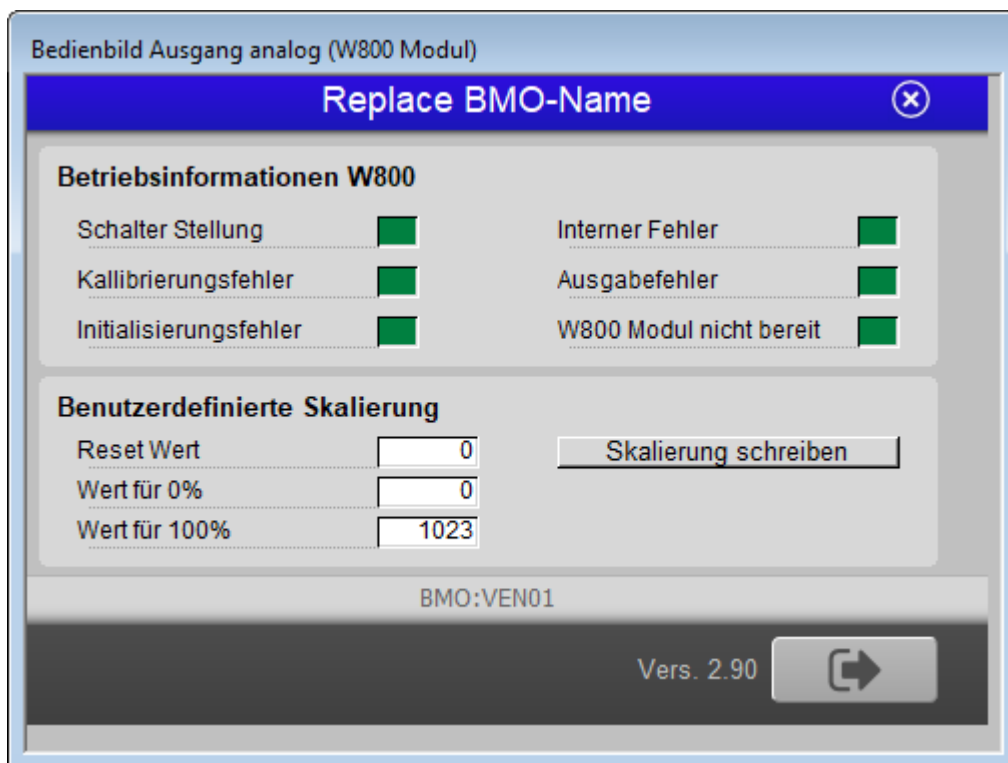 Bedienbild Ausgang analog (W800 Modul)
Replace BMO-Name
Betriebsinformationen W800
Schalter Stellung
Interner Fehler
Kallibrierungsfehler
Ausgabefehler
Initialisierungsfehler
W800 Modul nicht bereit
Benutzerdefinierte Skalierung
Reset Wert 0 Skalierung schreiben
Wert für 0% 0
Wert für 100% 1023
BMO:VEN01
Vers. 2.90